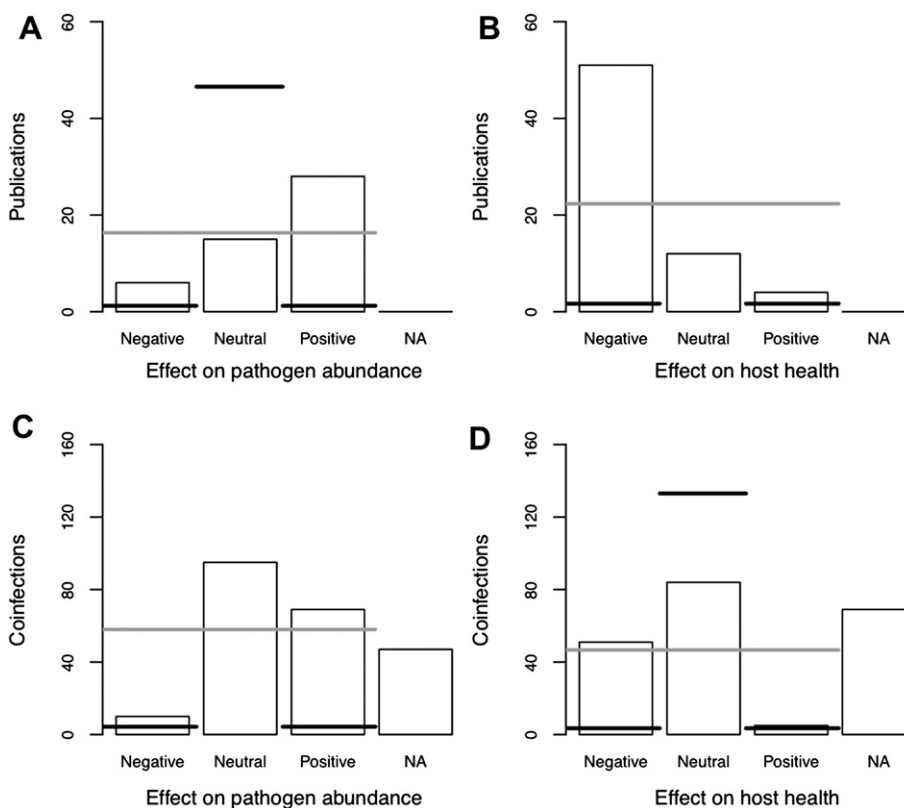 A
Publications
0 20 40 60
Negative Neutral Positive NA
Effect on pathogen abundance
B
Publications
0 20 40 60
Negative Neutral Positive NA
Effect on host health
C
Coinfections
0 40 80 120 160
Negative Neutral Positive NA
Effect on pathogen abundance
D
Coinfections
0 40 80 120 160
Negative Neutral Positive NA
Effect on host health